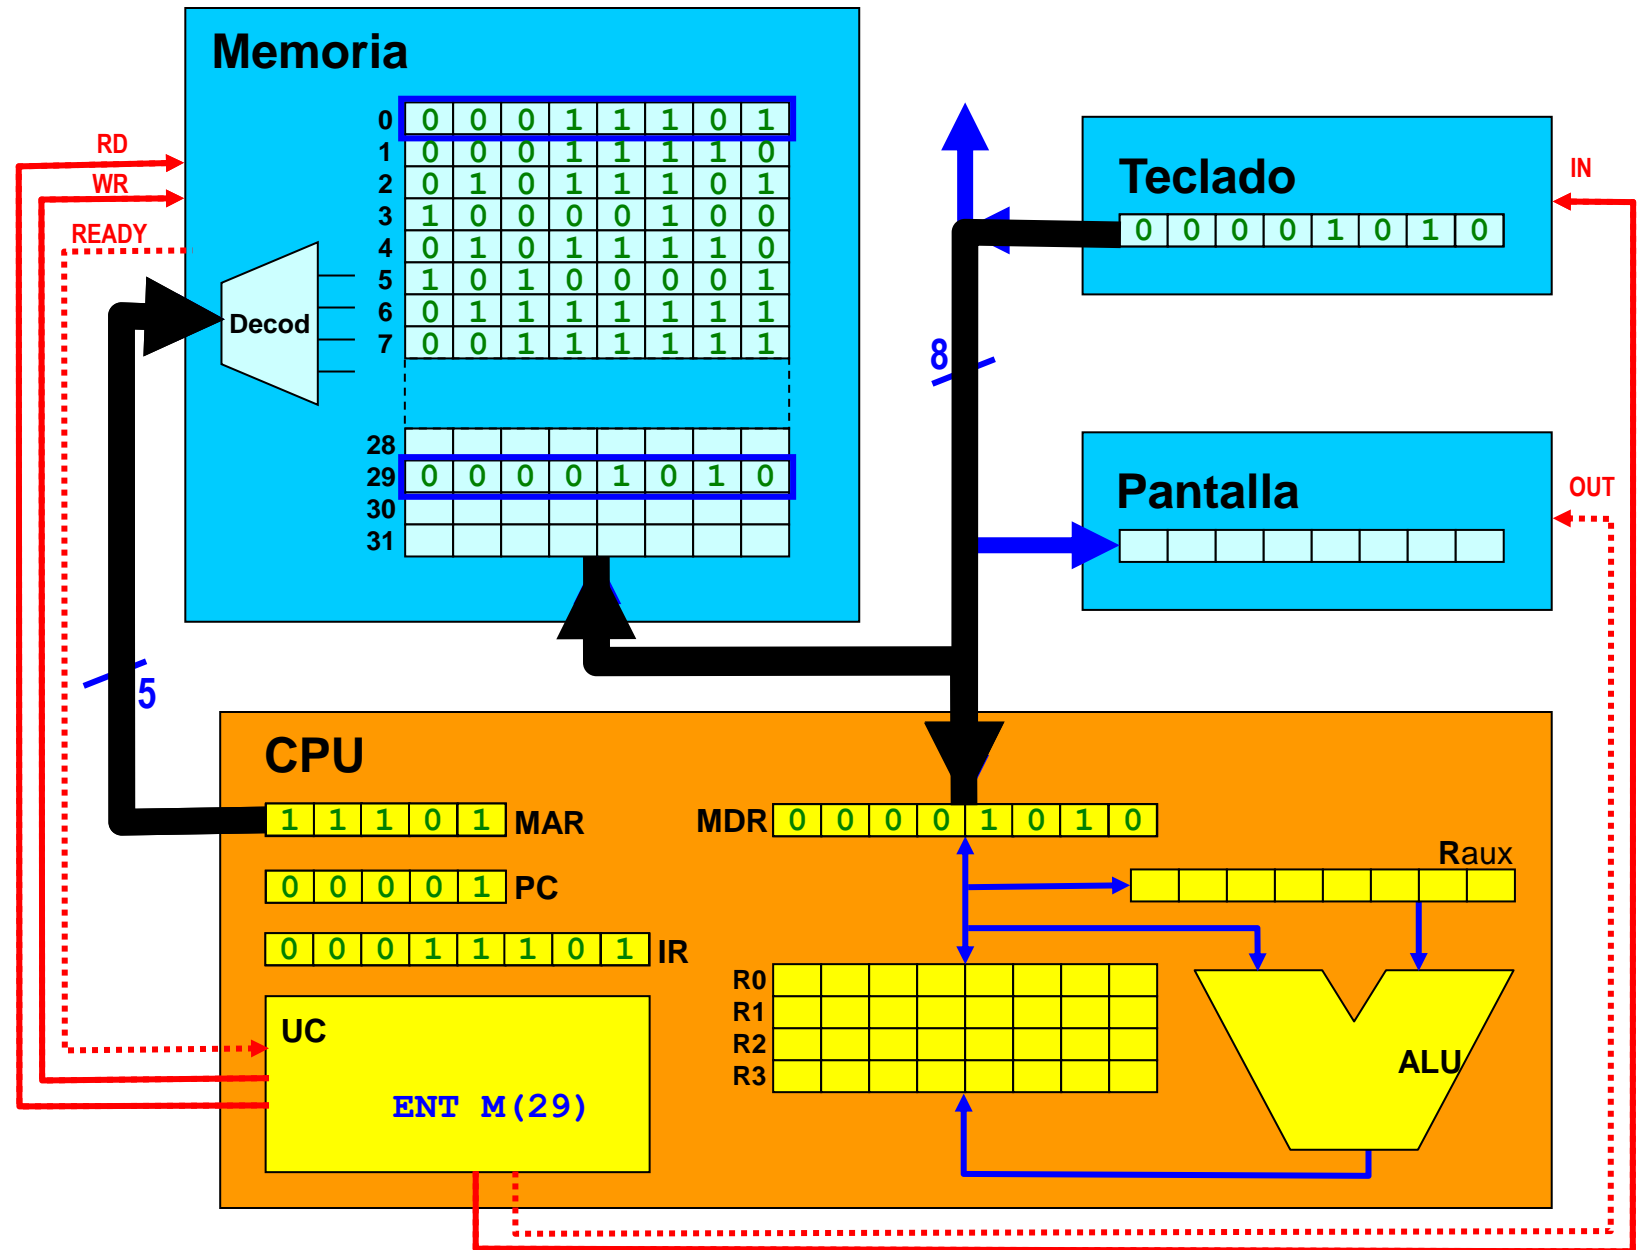 Memoria
0 0 0 0 1 1 1 0 1
1 0 0 0 1 1 1 1 0
2 0 1 0 1 1 1 0 1
3 1 0 0 0 0 1 0 0
4 0 1 0 1 1 1 1 0
5 1 0 1 0 0 0 0 1
6 0 1 1 1 1 1 1 1
7 0 0 1 1 1 1 1 1
28
29 0 0 0 0 1 0 1 0
30
31
Decod
RD
WR
READY
5
8
Teclado
0 0 0 0 1 0 1 0
IN
Pantalla
OUT
CPU
1 1 1 0 1 MAR
MDR 0 0 0 0 1 0 1 0
0 0 0 0 1 PC
Raux
0 0 0 1 1 1 0 1 IR
R0
R1
R2
R3
ALU
UC
ENT M(29)